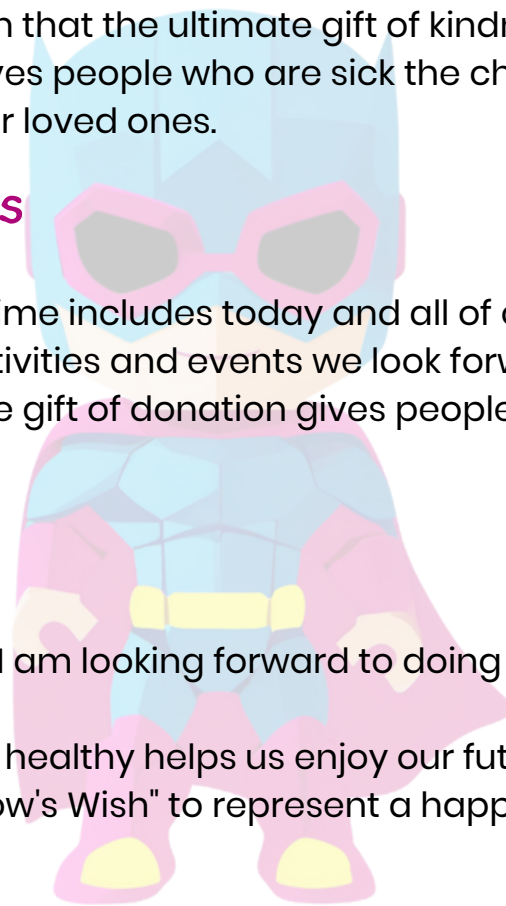 n that the ultimate gift of kindn
ves people who are sick the ch
r loved ones.
s
ime includes today and all of o
tivities and events we look forw
e gift of donation gives people
I am looking forward to doing
healthy helps us enjoy our fut
ow's Wish" to represent a happ